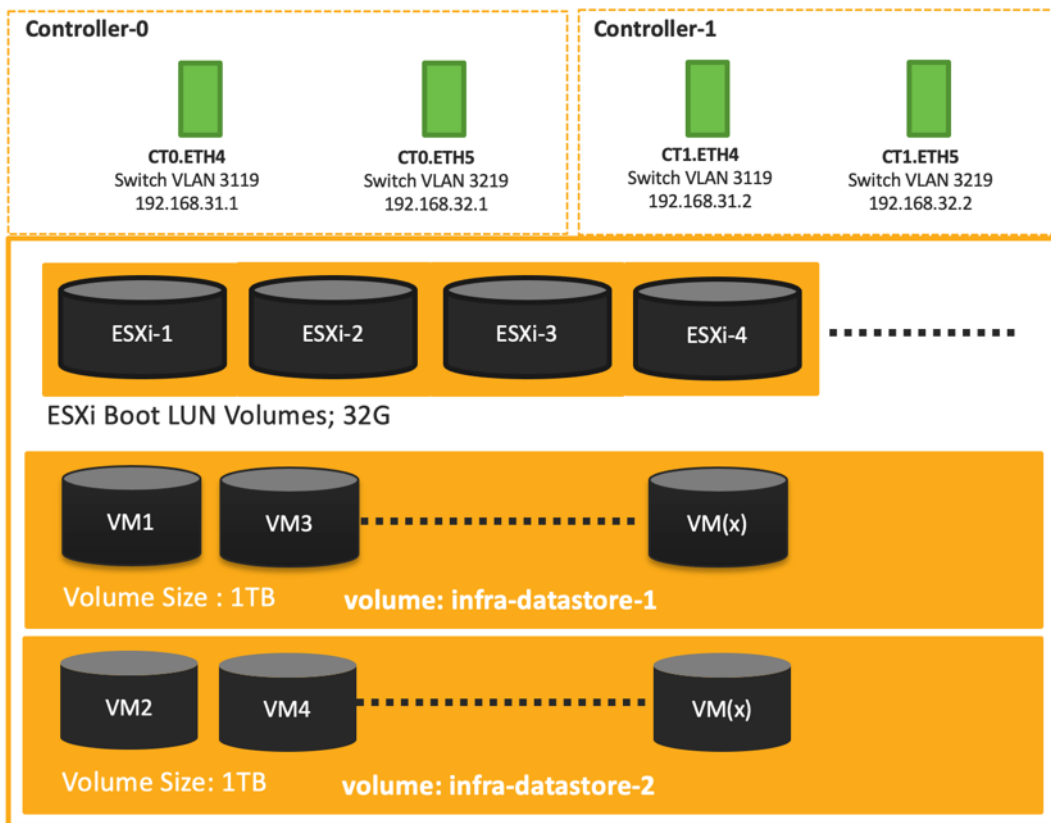 Controller-0
CT0.ETH4
Switch VLAN 3119
192.168.31.1
CT0.ETH5
Switch VLAN 3219
192.168.32.1
Controller-1
CT1.ETH4
Switch VLAN 3119
192.168.31.2
CT1.ETH5
Switch VLAN 3219
192.168.32.2
ESXi-1
ESXi-2
ESXi-3
ESXi-4
ESXi Boot LUN Volumes; 32G
VM1
VM3
VM(x)
Volume Size : 1TB
volume: infra-datastore-1
VM2
VM4
VM(x)
Volume Size: 1TB
volume: infra-datastore-2